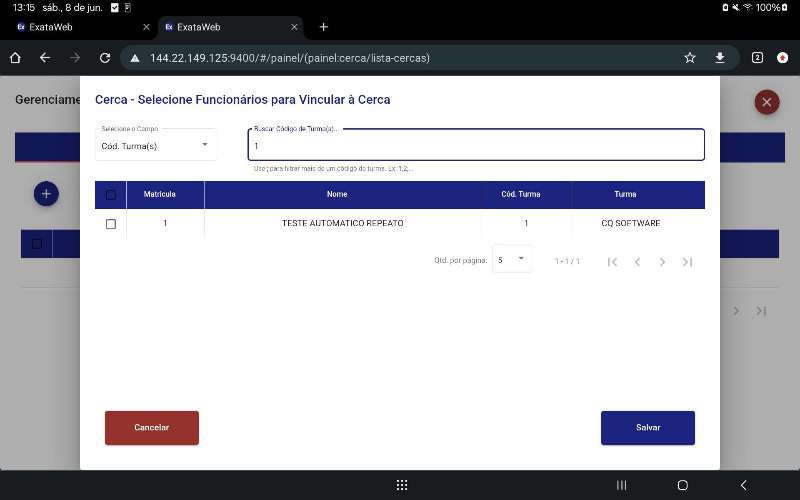 13:15 sáb., 8 de jun.
100%
ExataWeb
ExataWeb
144.22.149.125:9400/#/painel/(painel:cerca/lista-cercas)
2
Gerenciame
Cerca - Selecione Funcionários para Vincular à Cerca
Selecione o Campo
Cód. Turma(s)
Buscar Código de Turma(s)...
1
Use ; para filtrar mais de um código de turma. Ex: 1;2;...
Matrícula Nome Cód. Turma Turma
1 TESTE AUTOMATICO REPEATO 1 CQ SOFTWARE
Qtd. por página: 5 1 - 1 / 1
Cancelar
Salvar